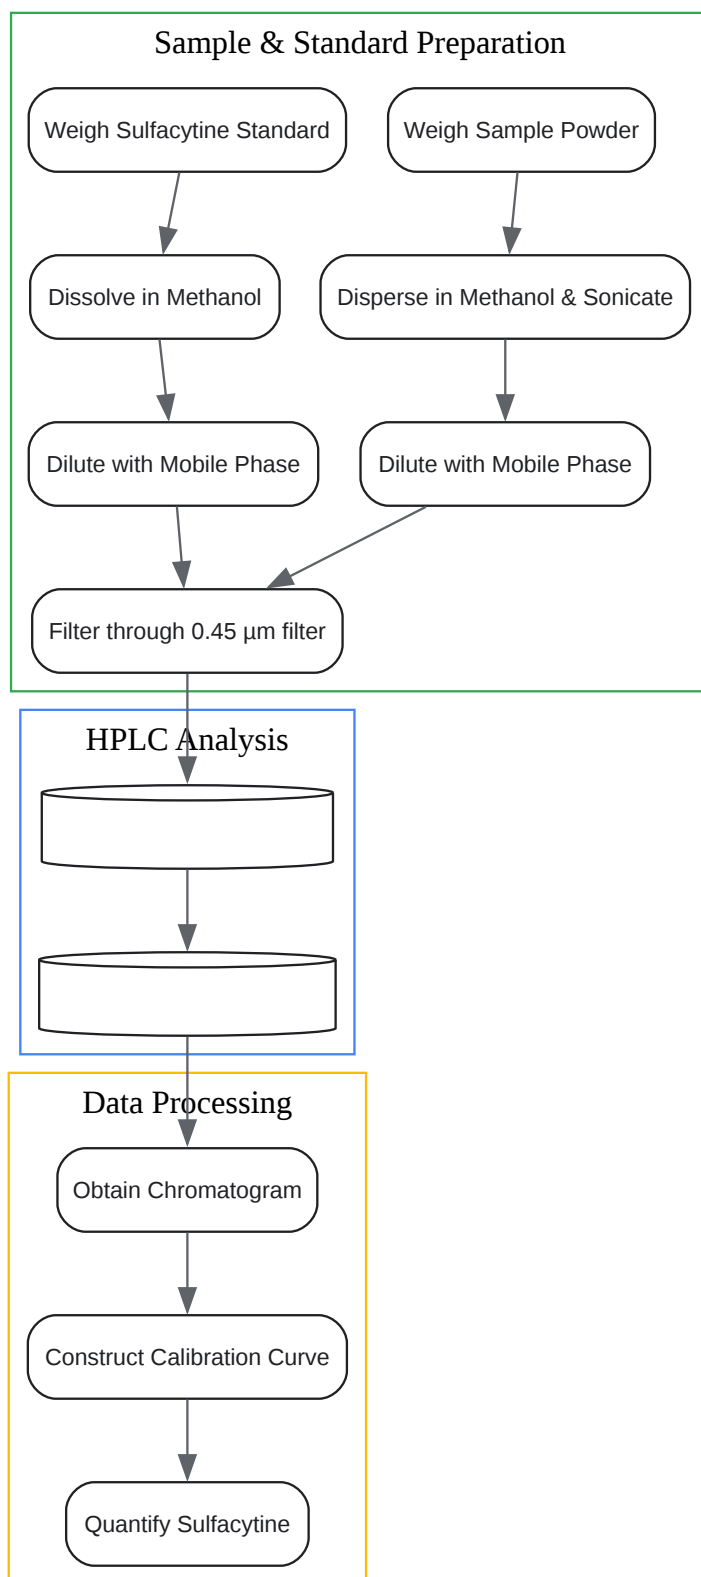 Sample & Standard Preparation
Weigh Sulfacytine Standard
Weigh Sample Powder
Dissolve in Methanol
Disperse in Methanol & Sonicate
Dilute with Mobile Phase
Dilute with Mobile Phase
Filter through 0.45 µm filter
HPLC Analysis
Data Processing
Obtain Chromatogram
Construct Calibration Curve
Quantify Sulfacytine